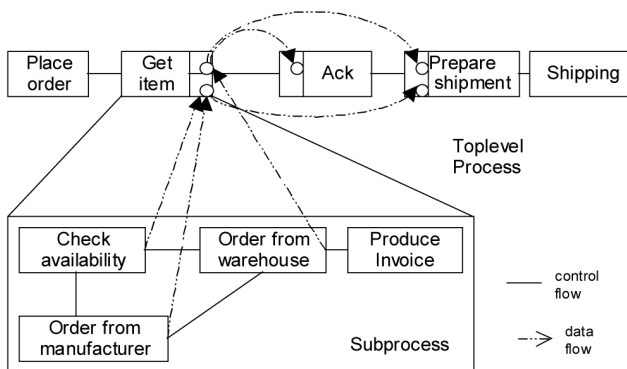 Place
order
Get
item
Ack
Prepare
shipment
Shipping
Toplevel
Process
Check
availability
Order from
warehouse
Produce
Invoice
Order from
manufacturer
Subprocess
control
flow
data
flow